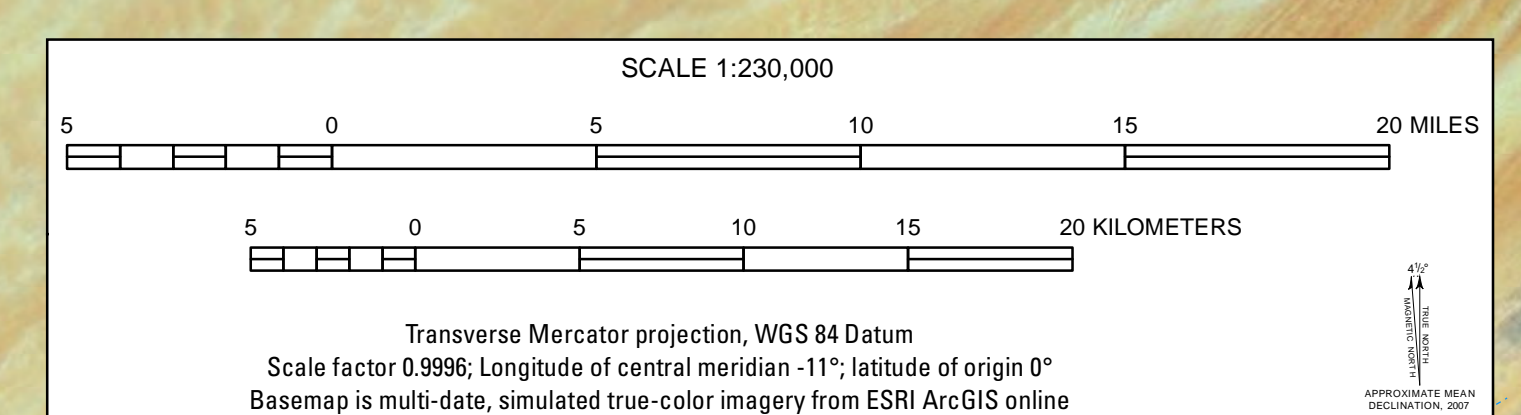 SCALE 1:230,000
5 0 5 10 15 20 MILES
5 0 5 10 15 20 KILOMETERS
Transverse Mercator projection, WGS 84 Datum
Scale factor 0.9996; Longitude of central meridian -11°; latitude of origin 0°
Basemap is multi-date, simulated true-color imagery from ESRI ArcGIS online
4 1/2°
MAGNETIC NORTH
TRUE NORTH
APPROXIMATE MEAN
DECLINATION, 2007